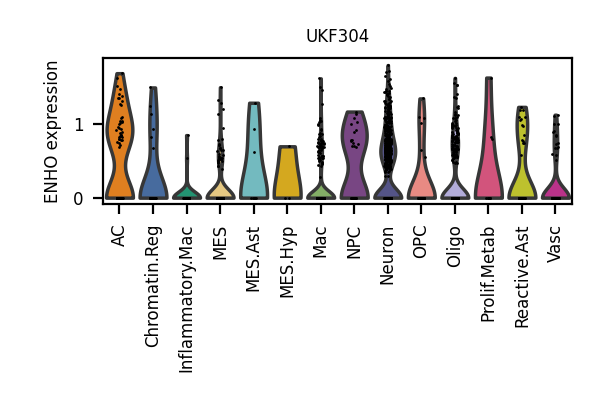 UKF304
ENHO expression
1
0
AC
Chromatin.Reg
Inflammatory.Mac
MES
MES.Ast
MES.Hyp
Mac
NPC
Neuron
OPC
Oligo
Prolif.Metab
Reactive.Ast
Vasc